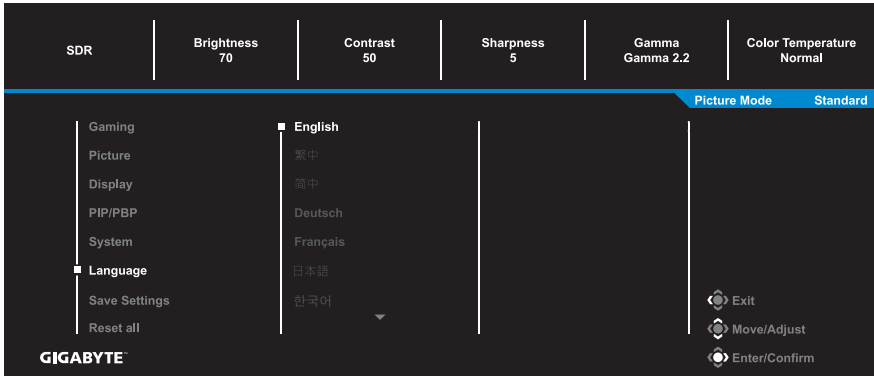 SDR
Brightness
70
Contrast
50
Sharpness
5
Gamma
Gamma 2.2
Color Temperature
Normal
Picture Mode Standard
Gaming
Picture
Display
PIP/PBP
System
Language
Save Settings
Reset all
English
繁中
简中
Deutsch
Français
日本語
한국어
Exit
Move/Adjust
Enter/Confirm
GIGABYTE™